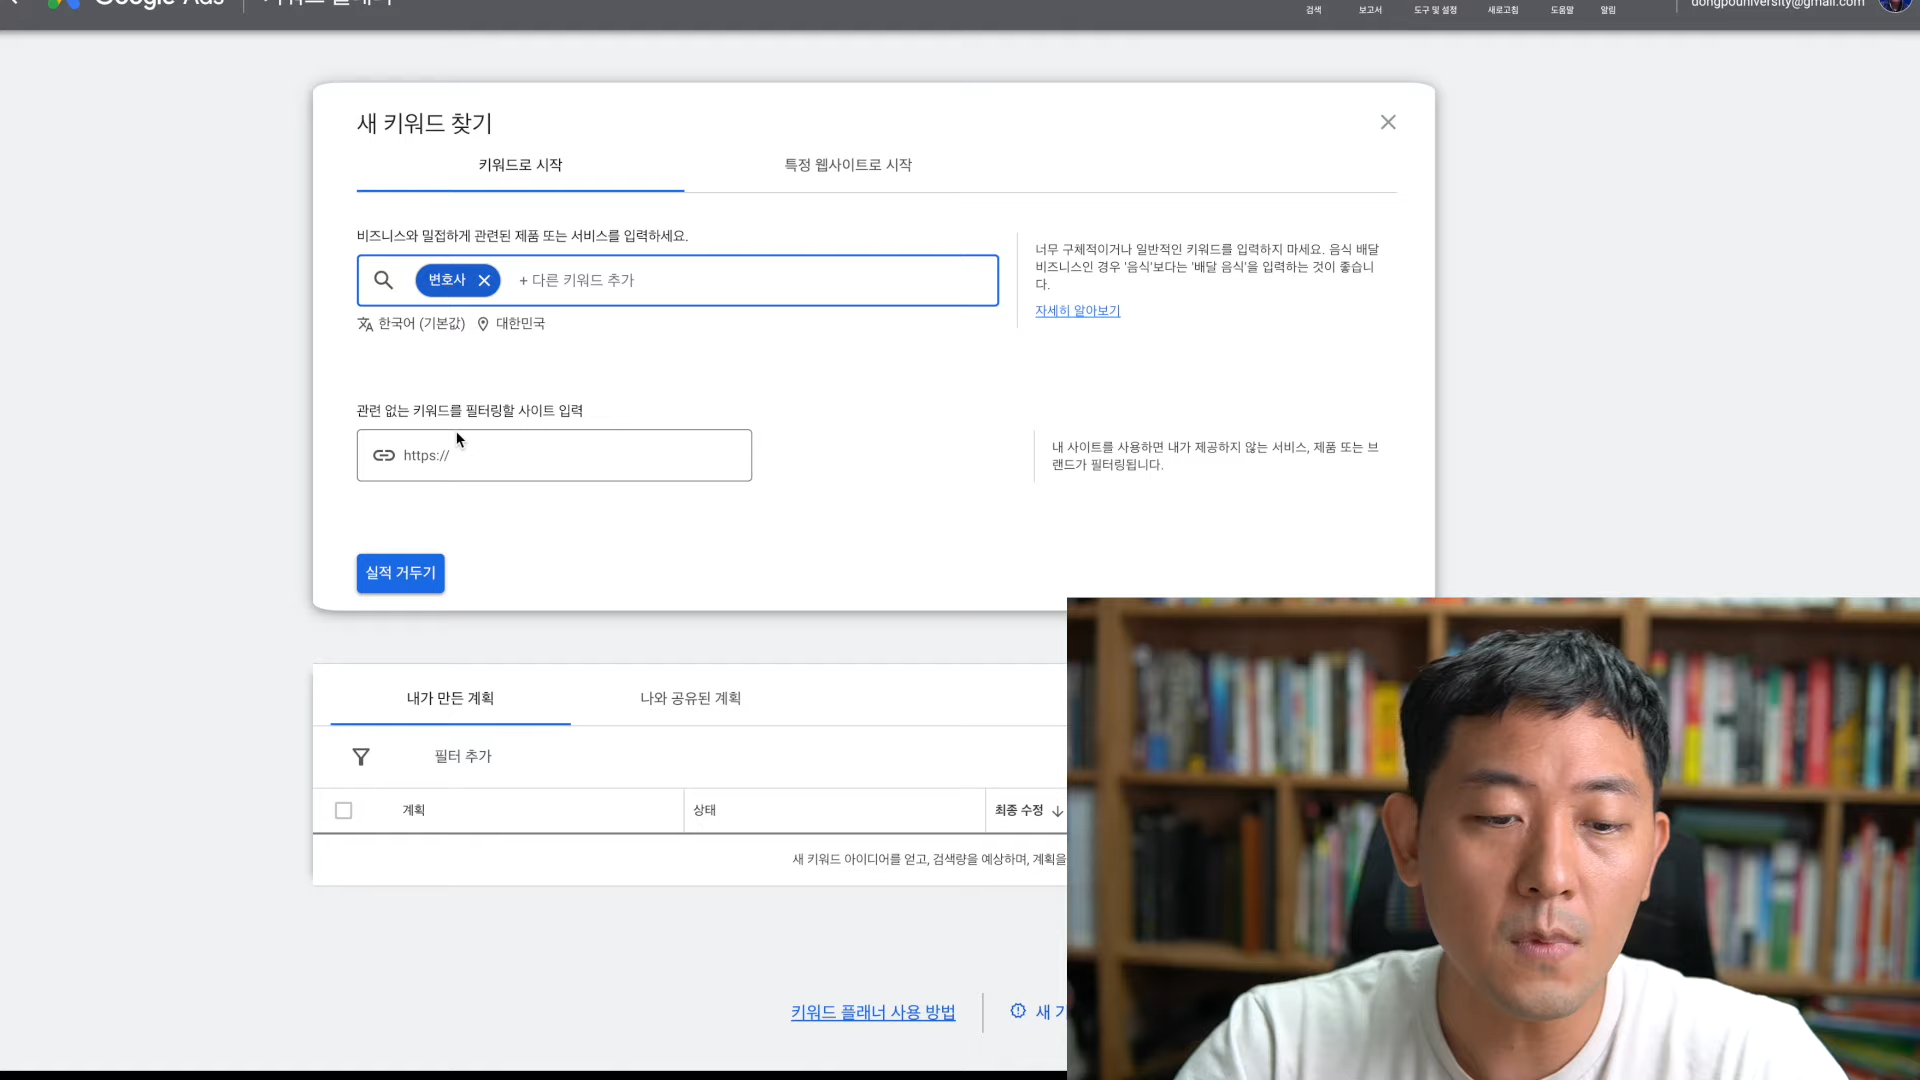 Google Ads
키워드 플래너
검색
보고서
도구 및 설정
새로고침
도움말
알림
dongpouniversity@gmail.com
새 키워드 찾기
키워드로 시작
특정 웹사이트로 시작
비즈니스와 밀접하게 관련된 제품 또는 서비스를 입력하세요.
변호사
+ 다른 키워드 추가
한국어 (기본값)
대한민국
너무 구체적이거나 일반적인 키워드를 입력하지 마세요. 음식 배달
비즈니스인 경우 '음식'보다는 '배달 음식'을 입력하는 것이 좋습니
다.
자세히 알아보기
관련 없는 키워드를 필터링할 사이트 입력
https://
내 사이트를 사용하면 내가 제공하지 않는 서비스, 제품 또는 브
랜드가 필터링됩니다.
실적 거두기
내가 만든 계획
나와 공유된 계획
필터 추가
계획
상태
최종 수정
새 키워드 아이디어를 얻고, 검색량을 예상하며, 계획을
키워드 플래너 사용 방법
새 기